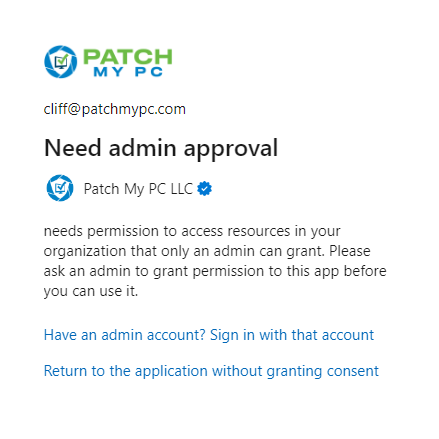 PATCH
MY PC
cliff@patchmypc.com
Need admin approval
Patch My PC LLC
needs permission to access resources in your
organization that only an admin can grant. Please
ask an admin to grant permission to this app before
you can use it.
Have an admin account? Sign in with that account
Return to the application without granting consent